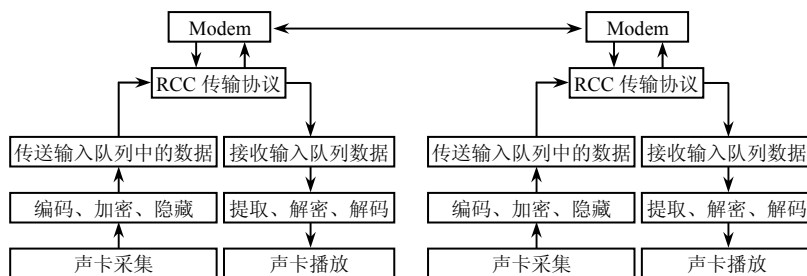 Modem
Modem
RCC 传输协议
RCC 传输协议
传送输入队列中的数据
接收输入队列数据
传送输入队列中的数据
接收输入队列数据
编码、加密、隐藏
提取、解密、解码
编码、加密、隐藏
提取、解密、解码
声卡采集
声卡播放
声卡采集
声卡播放